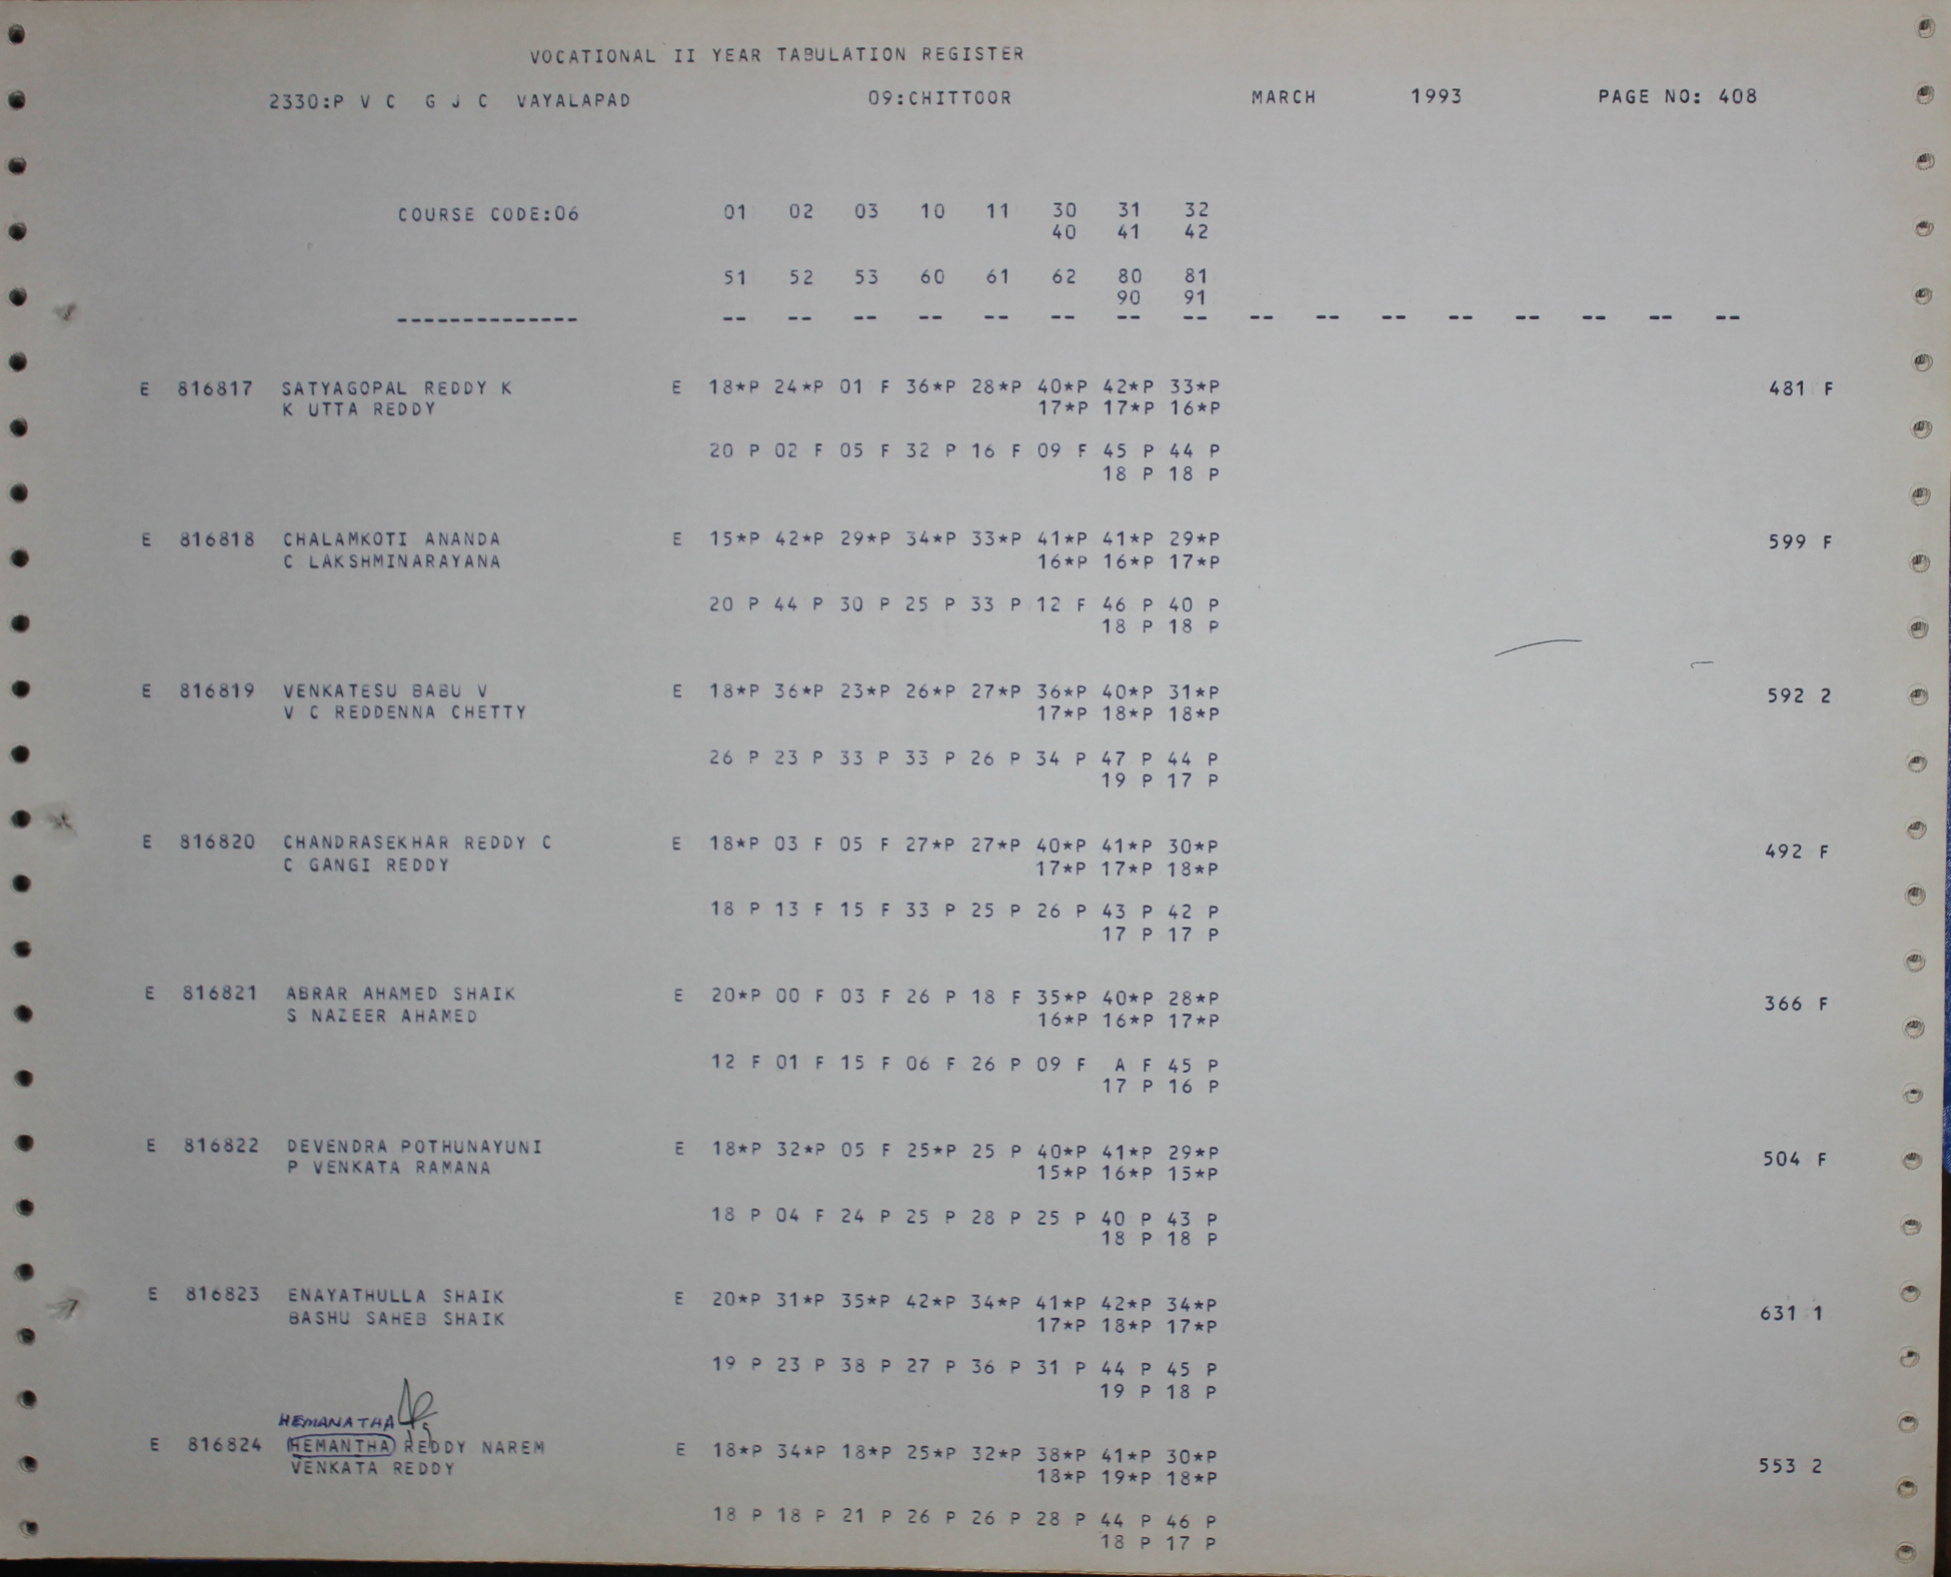 VOCATIONAL II YEAR TABULATION REGISTER
2330:P V C G J C VAYALAPAD 09:CHITTOOR MARCH 1993 PAGE NO: 408
COURSE CODE:06 01 02 03 10 11 30 31 32
40 41 42
51 52 53 60 61 62 80 81
90 91
-------------- -- -- -- -- -- -- -- -- -- -- -- -- -- -- -- --
E 816817 SATYAGOPAL REDDY K E 18*P 24*P 01 F 36*P 28*P 40*P 42*P 33*P 481 F
K UTTA REDDY 17*P 17*P 16*P
20 P 02 F 05 F 32 P 16 F 09 F 45 P 44 P
18 P 18 P
E 816818 CHALAMKOTI ANANDA E 15*P 42*P 29*P 34*P 33*P 41*P 41*P 29*P 599 F
C LAKSHMINARAYANA 16*P 16*P 17*P
20 P 44 P 30 P 25 P 33 P 12 F 46 P 40 P
18 P 18 P
E 816819 VENKATESU BABU V E 18*P 36*P 23*P 26*P 27*P 36*P 40*P 31*P 592 2
V C REDDENNA CHETTY 17*P 18*P 18*P
26 P 23 P 33 P 33 P 26 P 34 P 47 P 44 P
19 P 17 P
E 816820 CHANDRASEKHAR REDDY C E 18*P 03 F 05 F 27*P 27*P 40*P 41*P 30*P 492 F
C GANGI REDDY 17*P 17*P 18*P
18 P 13 F 15 F 33 P 25 P 26 P 43 P 42 P
17 P 17 P
E 816821 ABRAR AHAMED SHAIK E 20*P 00 F 03 F 26 P 18 F 35*P 40*P 28*P 366 F
S NAZEER AHAMED 16*P 16*P 17*P
12 F 01 F 15 F 06 F 26 P 09 F A F 45 P
17 P 16 P
E 816822 DEVENDRA POTHUNAYUNI E 18*P 32*P 05 F 25*P 25 P 40*P 41*P 29*P 504 F
P VENKATA RAMANA 15*P 16*P 15*P
18 P 04 F 24 P 25 P 28 P 25 P 40 P 43 P
18 P 18 P
E 816823 ENAYATHULLA SHAIK E 20*P 31*P 35*P 42*P 34*P 41*P 42*P 34*P 631 1
BASHU SAHEB SHAIK 17*P 18*P 17*P
19 P 23 P 38 P 27 P 36 P 31 P 44 P 45 P
19 P 18 P
HEMANATHA
E 816824 HEMANTHA REDDY NAREM E 18*P 34*P 18*P 25*P 32*P 38*P 41*P 30*P 553 2
VENKATA REDDY 18*P 19*P 18*P
18 P 18 P 21 P 26 P 26 P 28 P 44 P 46 P
18 P 17 P